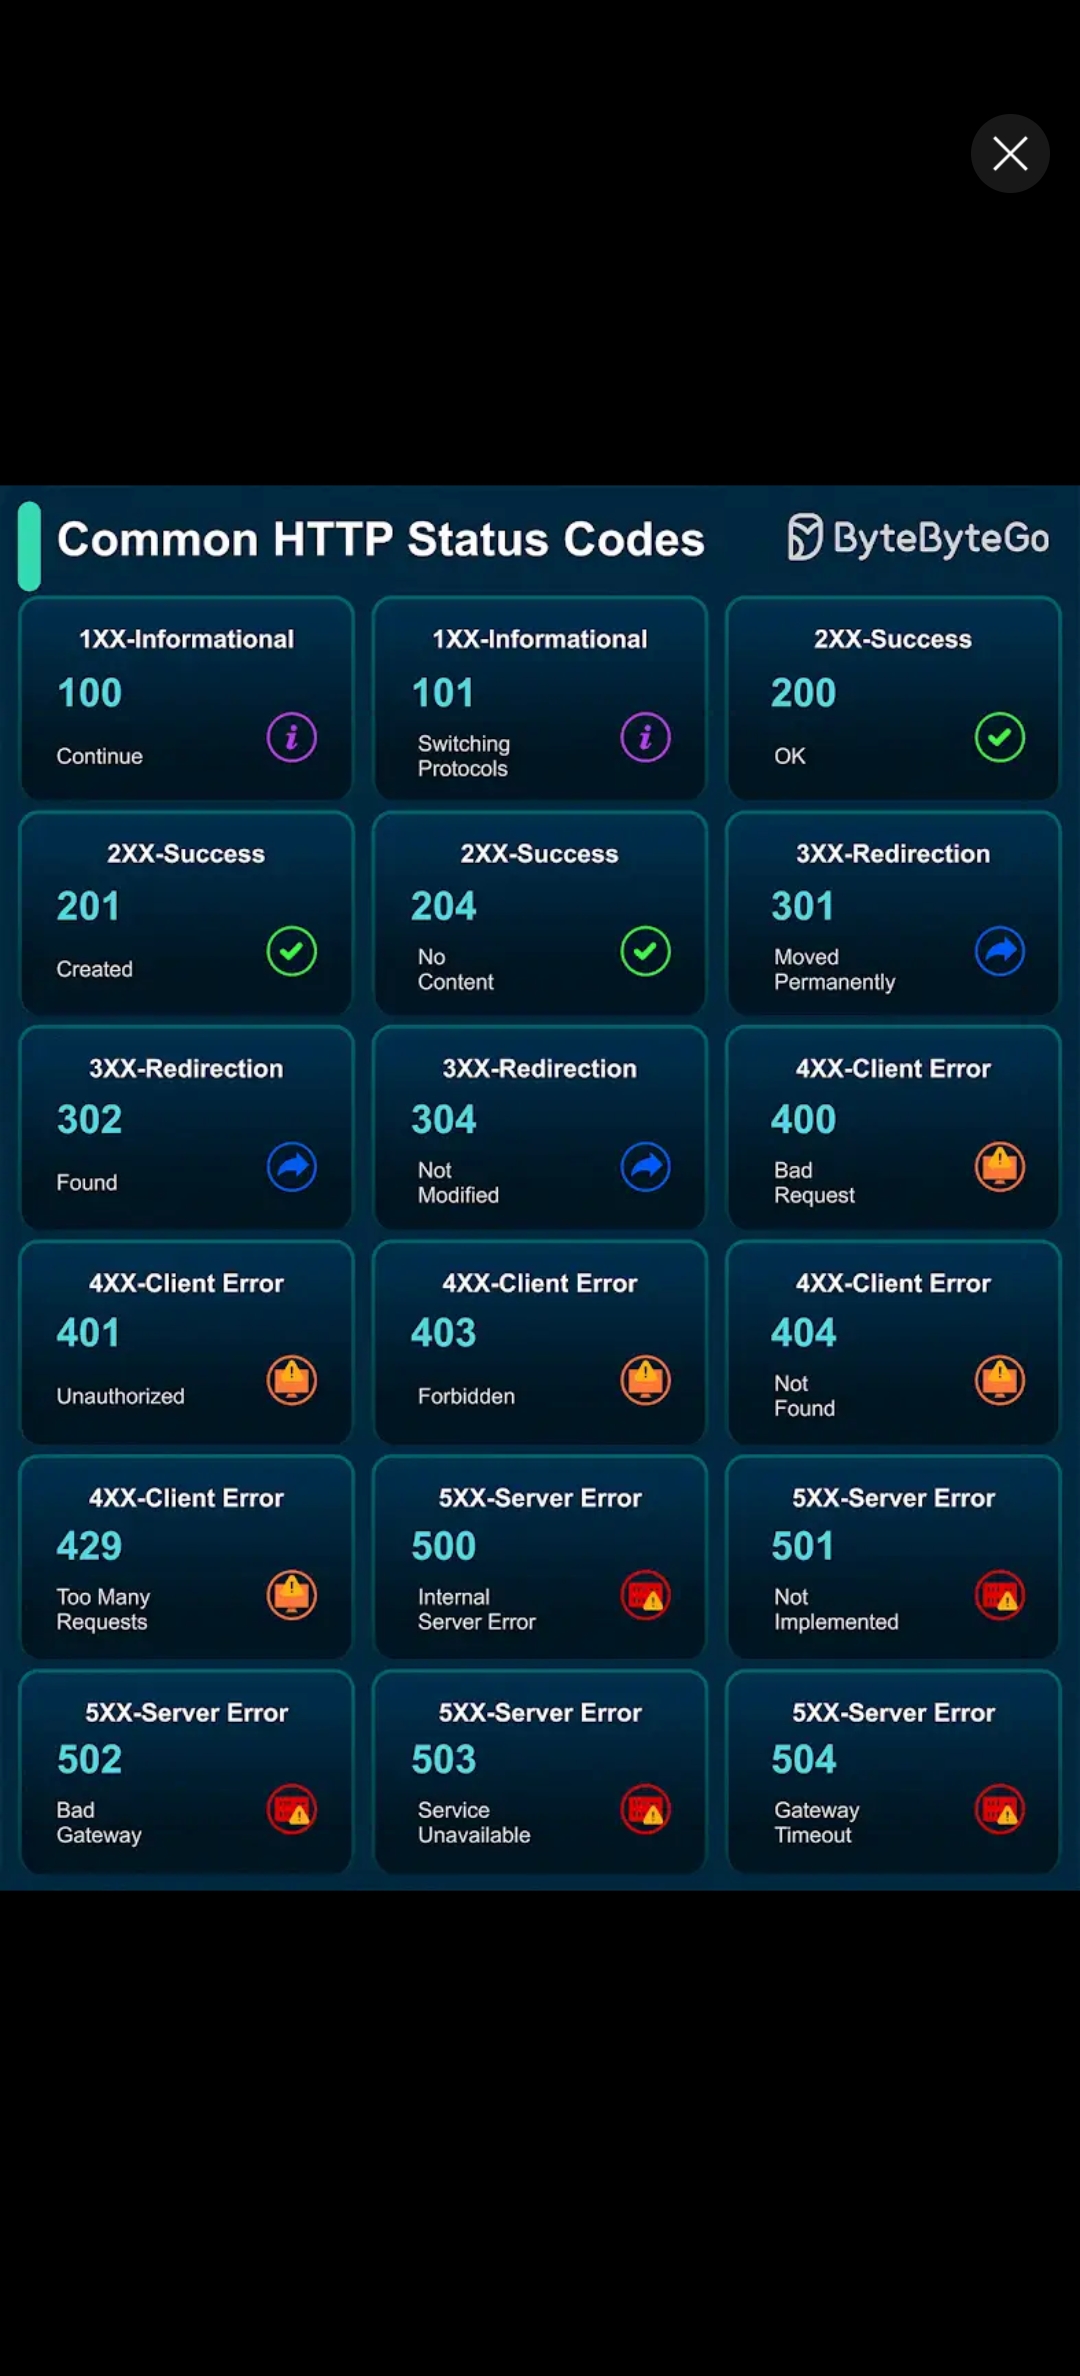 Common HTTP Status Codes
ByteByteGo
1XX-Informational
100
Continue
1XX-Informational
101
Switching
Protocols
2XX-Success
200
OK
2XX-Success
201
Created
2XX-Success
204
No
Content
3XX-Redirection
301
Moved
Permanently
3XX-Redirection
302
Found
3XX-Redirection
304
Not
Modified
4XX-Client Error
400
Bad
Request
4XX-Client Error
401
Unauthorized
4XX-Client Error
403
Forbidden
4XX-Client Error
404
Not
Found
4XX-Client Error
429
Too Many
Requests
5XX-Server Error
500
Internal
Server Error
5XX-Server Error
501
Not
Implemented
5XX-Server Error
502
Bad
Gateway
5XX-Server Error
503
Service
Unavailable
5XX-Server Error
504
Gateway
Timeout